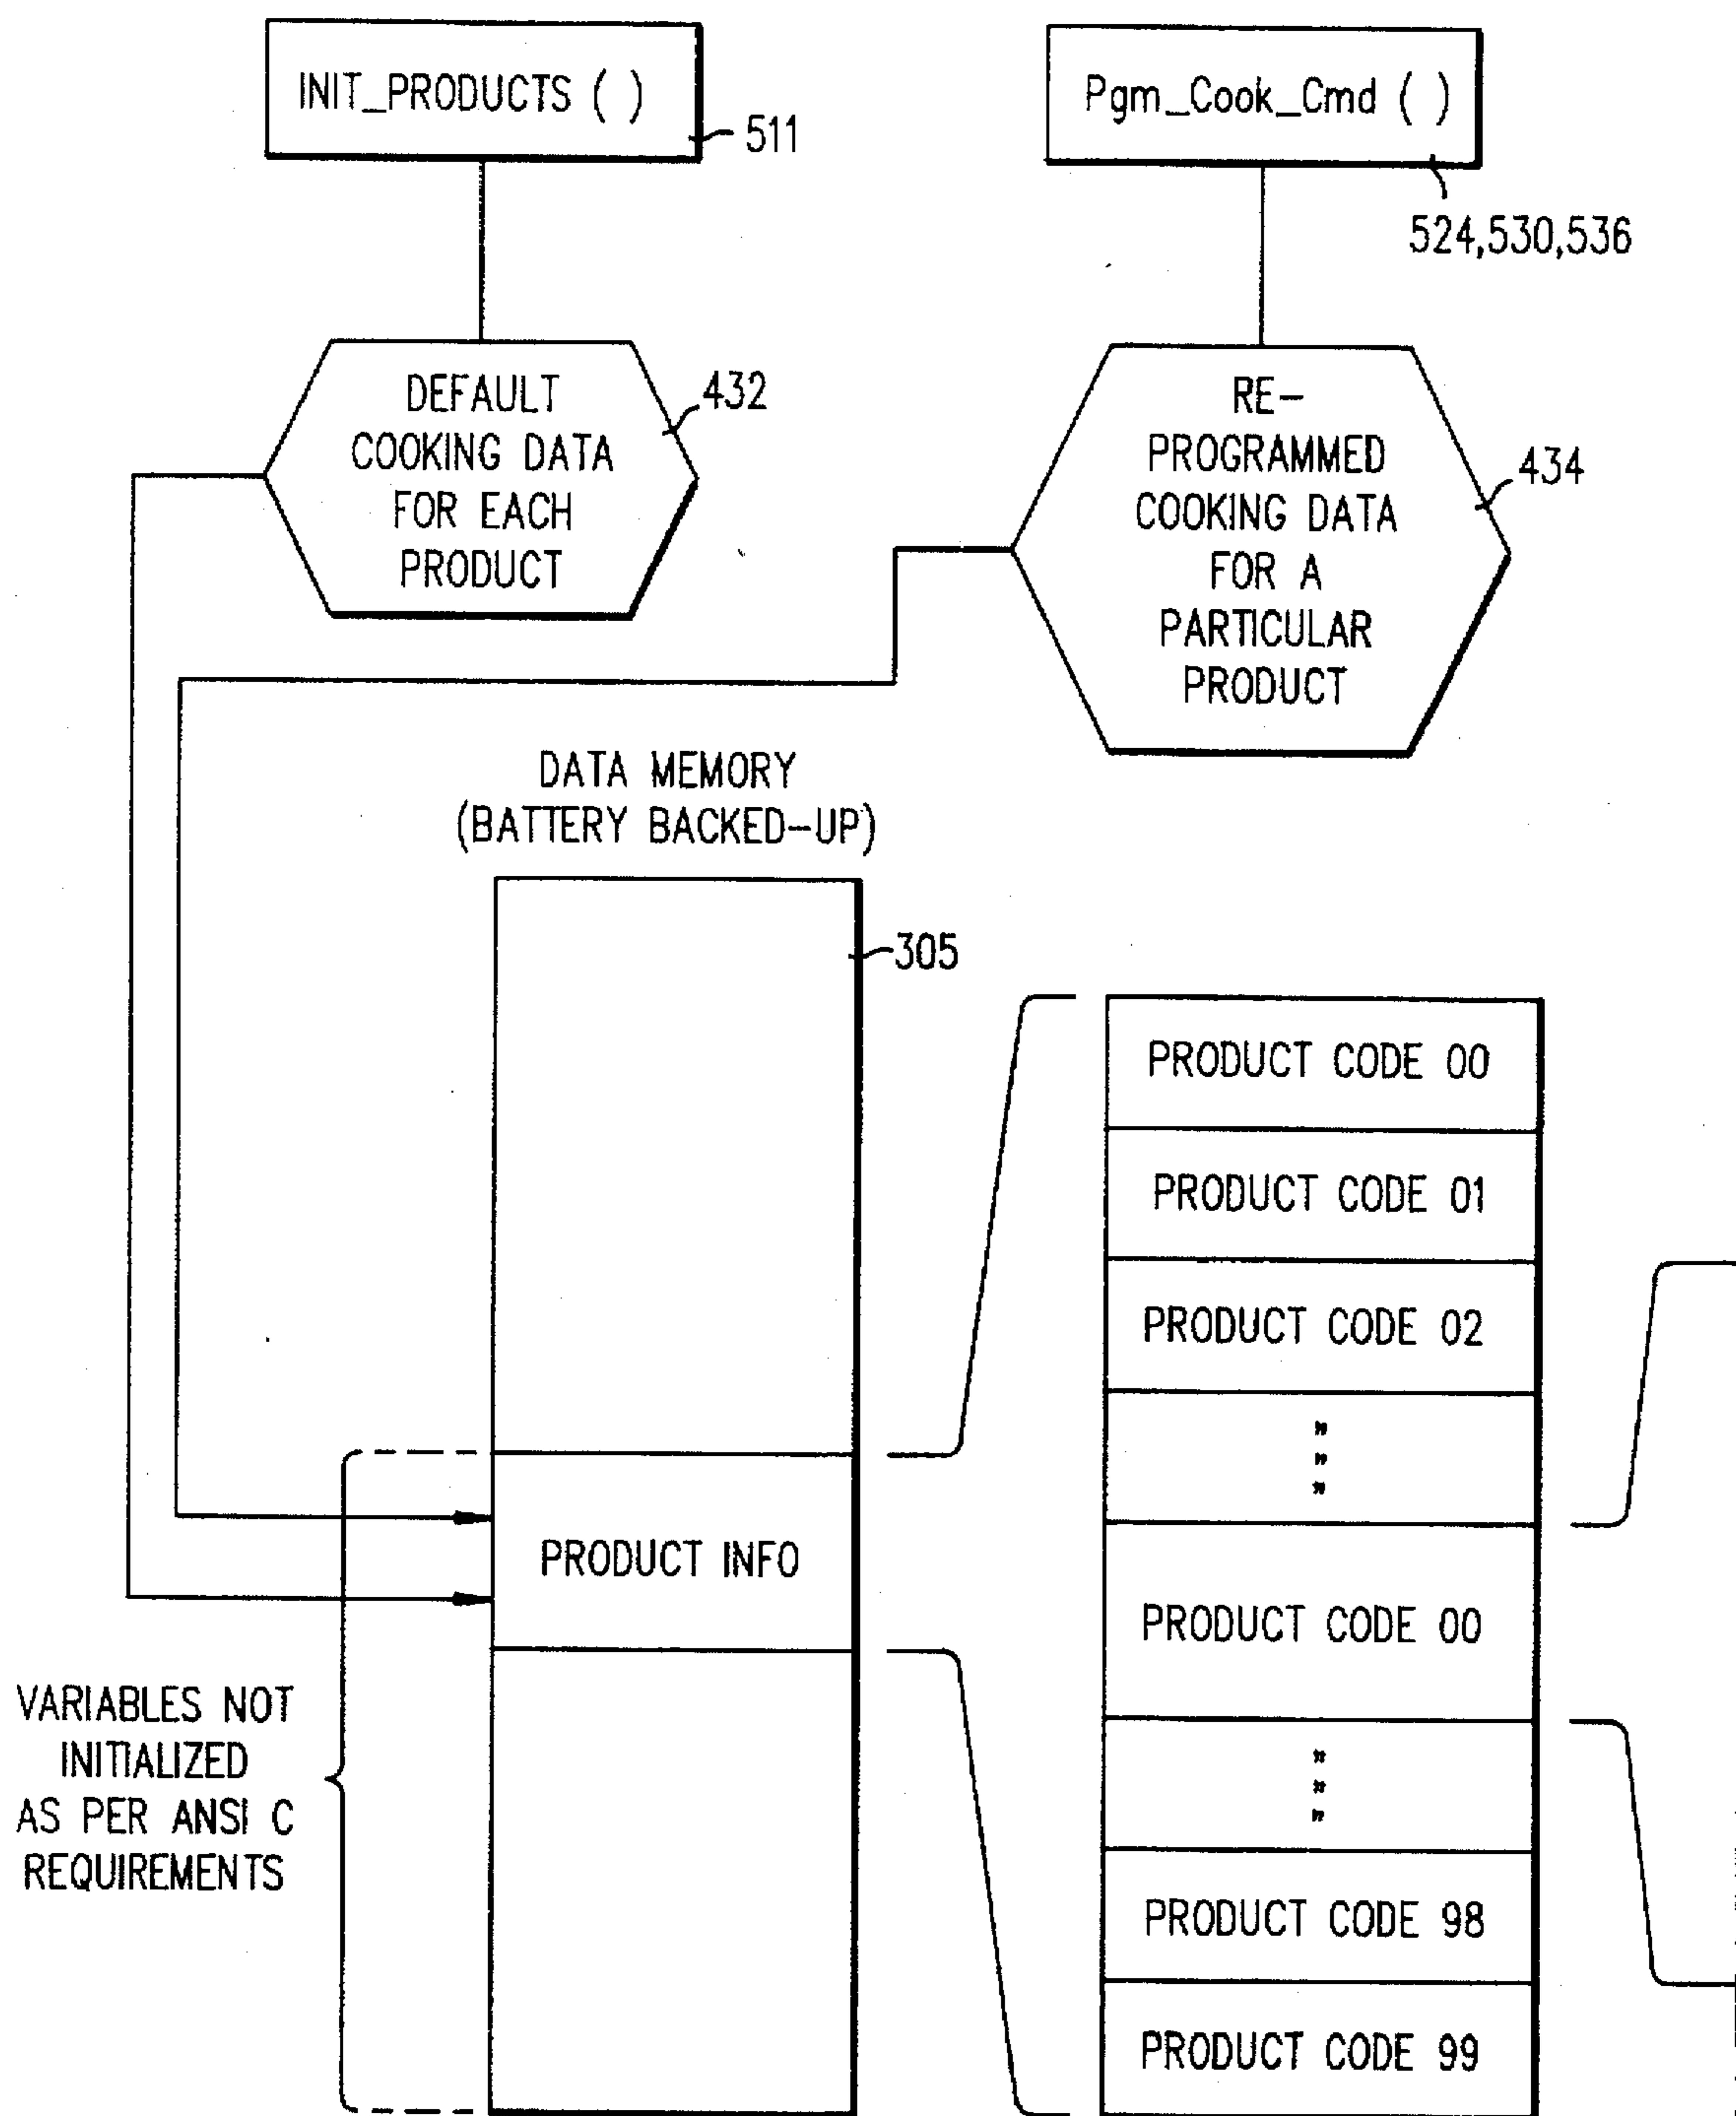 INIT_PRODUCTS ( )
511
Pgm_Cook_Cmd ( )
524,530,536
DEFAULT
COOKING DATA
FOR EACH
PRODUCT
432
RE-
PROGRAMMED
COOKING DATA
FOR A
PARTICULAR
PRODUCT
434
DATA MEMORY
(BATTERY BACKED-UP)
305
PRODUCT INFO
VARIABLES NOT
INITIALIZED
AS PER ANSI C
REQUIREMENTS
PRODUCT CODE 00
PRODUCT CODE 01
PRODUCT CODE 02
"
"
"
PRODUCT CODE 00
"
"
"
PRODUCT CODE 98
PRODUCT CODE 99